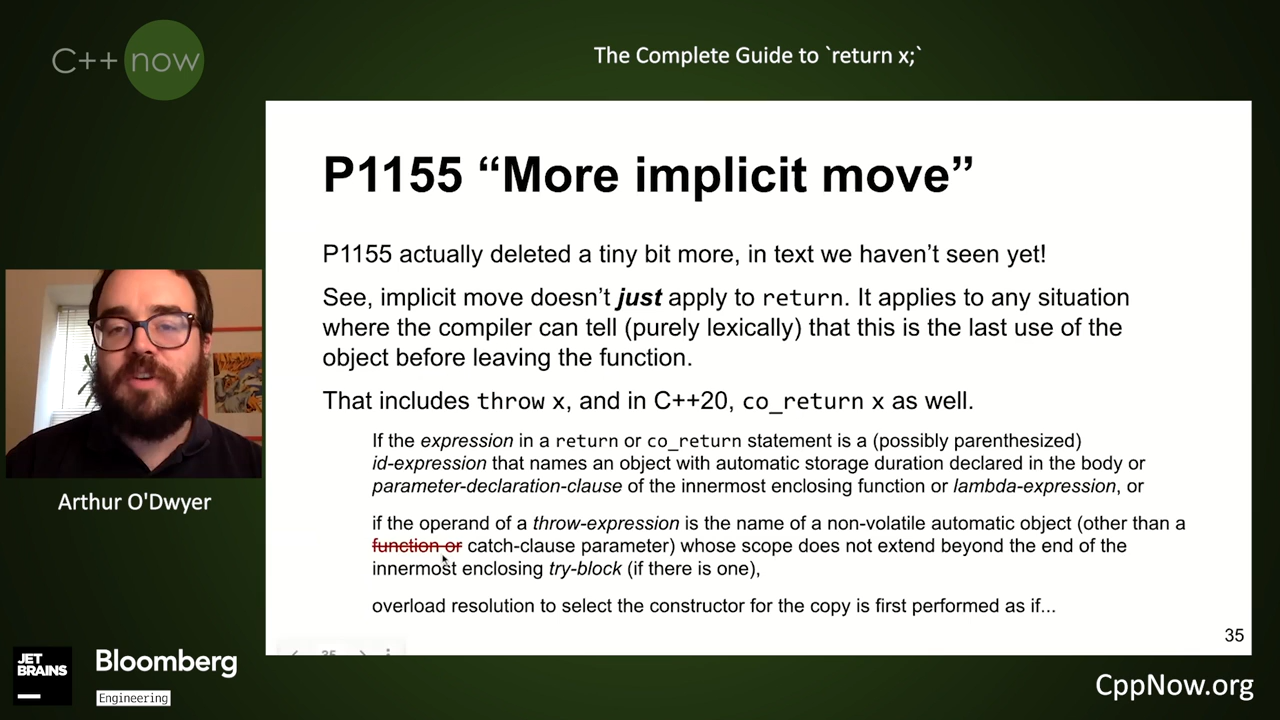 C++ now
The Complete Guide to `return x;`
P1155 “More implicit move”
P1155 actually deleted a tiny bit more, in text we haven’t seen yet!
See, implicit move doesn’t just apply to return. It applies to any situation
where the compiler can tell (purely lexically) that this is the last use of the
object before leaving the function.
That includes throw x, and in C++20, co_return x as well.
If the expression in a return or co_return statement is a (possibly parenthesized)
id-expression that names an object with automatic storage duration declared in the body or
parameter-declaration-clause of the innermost enclosing function or lambda-expression, or
if the operand of a throw-expression is the name of a non-volatile automatic object (other than a
function or catch-clause parameter) whose scope does not extend beyond the end of the
innermost enclosing try-block (if there is one),
overload resolution to select the constructor for the copy is first performed as if...
35
35
Arthur O'Dwyer
JET
BRAINS
Bloomberg
Engineering
CppNow.org